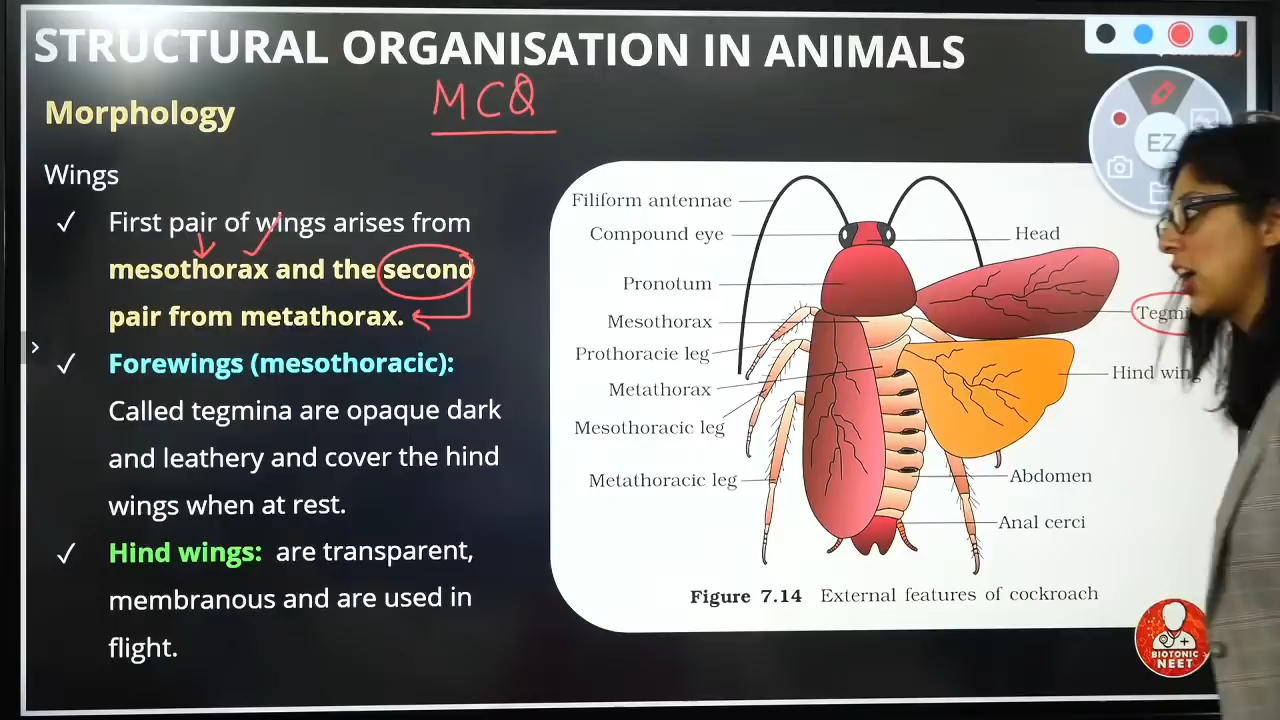 STRUCTURAL ORGANISATION IN ANIMALS
MCQ
Morphology
Wings
✓ First pair of wings arises from
mesothorax and the second
pair from metathorax.
✓ Forewings (mesothoracic):
Called tegmina are opaque dark
and leathery and cover the hind
wings when at rest.
✓ Hind wings: are transparent,
membranous and are used in
flight.
EZ
Filiform antennae
Compound eye
Head
Pronotum
Mesothorax
Tegmi
Prothoracie leg
Hind wing
Metathorax
Mesothoracic leg
Metathoracic leg
Abdomen
Anal cerci
Figure 7.14 External features of cockroach
BIOTONIC
NEET